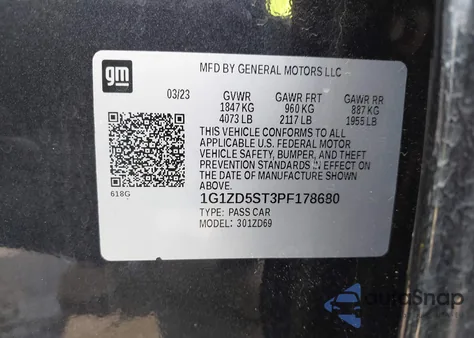 gm
MFD BY GENERAL MOTORS LLC
03/23 GVWR GAWR FRT GAWR RR
1847 KG 960 KG 887 KG
4073 LB 2117 LB 1955 LB
THIS VEHICLE CONFORMS TO ALL
APPLICABLE U.S. FEDERAL MOTOR
VEHICLE SAFETY, BUMPER, AND THEFT
PREVENTION STANDARDS IN EFFECT ON
THE DATE OF MANUFACTURE SHOWN
ABOVE.
618G
1G1ZD5ST3PF178680
TYPE: PASS CAR
MODEL: 301ZD69
AutoSnap